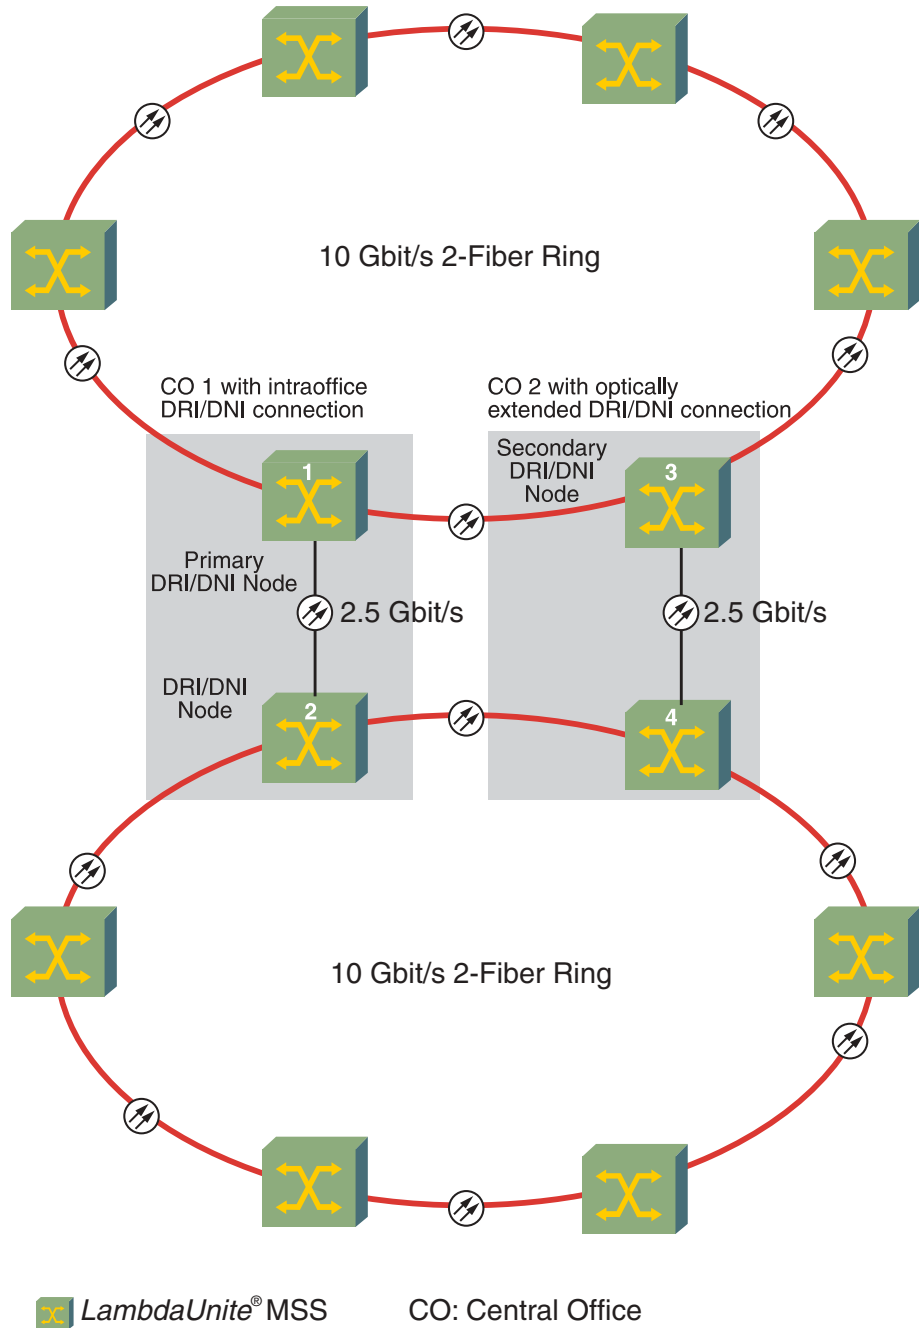 10 Gbit/s 2-Fiber Ring
CO 1 with intraoffice
DRI/DNI connection
CO 2 with optically
extended DRI/DNI connection
1
Secondary
DRI/DNI
Node
3
Primary
DRI/DNI Node
2.5 Gbit/s
2.5 Gbit/s
DRI/DNI
Node
2
4
10 Gbit/s 2-Fiber Ring
LambdaUnite® MSS
CO: Central Office